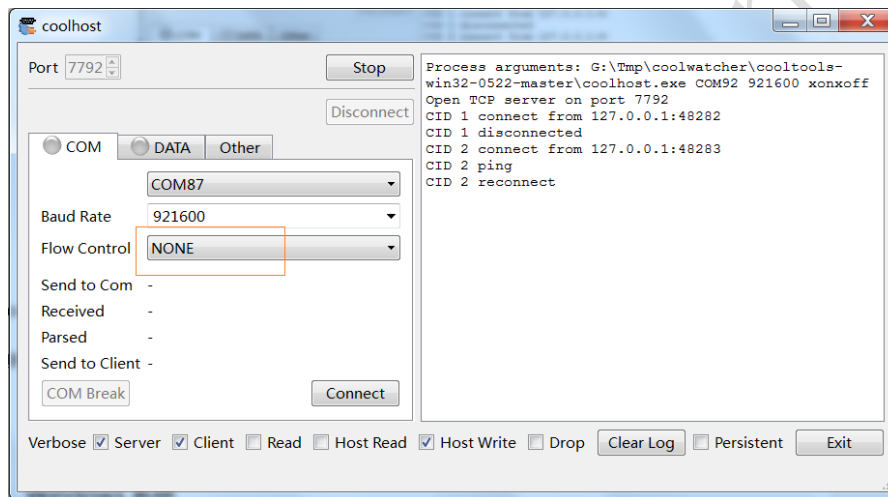 coolhost
Port 7792
Stop
Disconnect
COM DATA Other
COM87
Baud Rate 921600
Flow Control NONE
Send to Com -
Received -
Parsed -
Send to Client -
COM Break Connect
Process arguments: G:\Tmp\coolwatcher\cooltools-
win32-0522-master\coolhost.exe COM92 921600 xonxoff
Open TCP server on port 7792
CID 1 connect from 127.0.0.1:48282
CID 1 disconnected
CID 2 connect from 127.0.0.1:48283
CID 2 ping
CID 2 reconnect
Verbose Server Client Read Host Read Host Write Drop Clear Log Persistent Exit